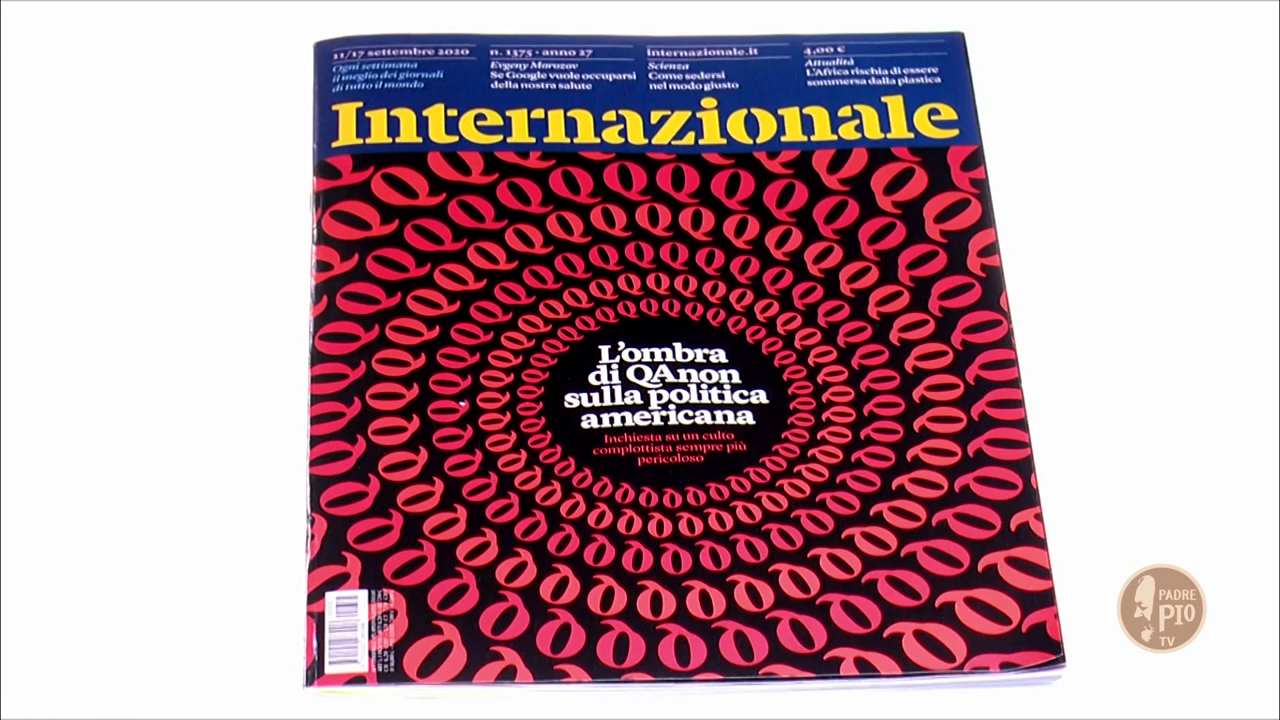 11/17 settembre 2020
n. 1375 • anno 27
internazionale.it
4,00 €
Ogni settimana
il meglio dei giornali
di tutto il mondo
Evgeny Morozov
Se Google vuole occuparsi
della nostra salute
Scienza
Come sedersi
nel modo giusto
Attualità
L'Africa rischia di essere
sommersa dalla plastica
Internazionale
L'ombra
di QAnon
sulla politica
americana
Inchiesta su un culto
complottista sempre più
pericoloso
PADRE
PIO
TV